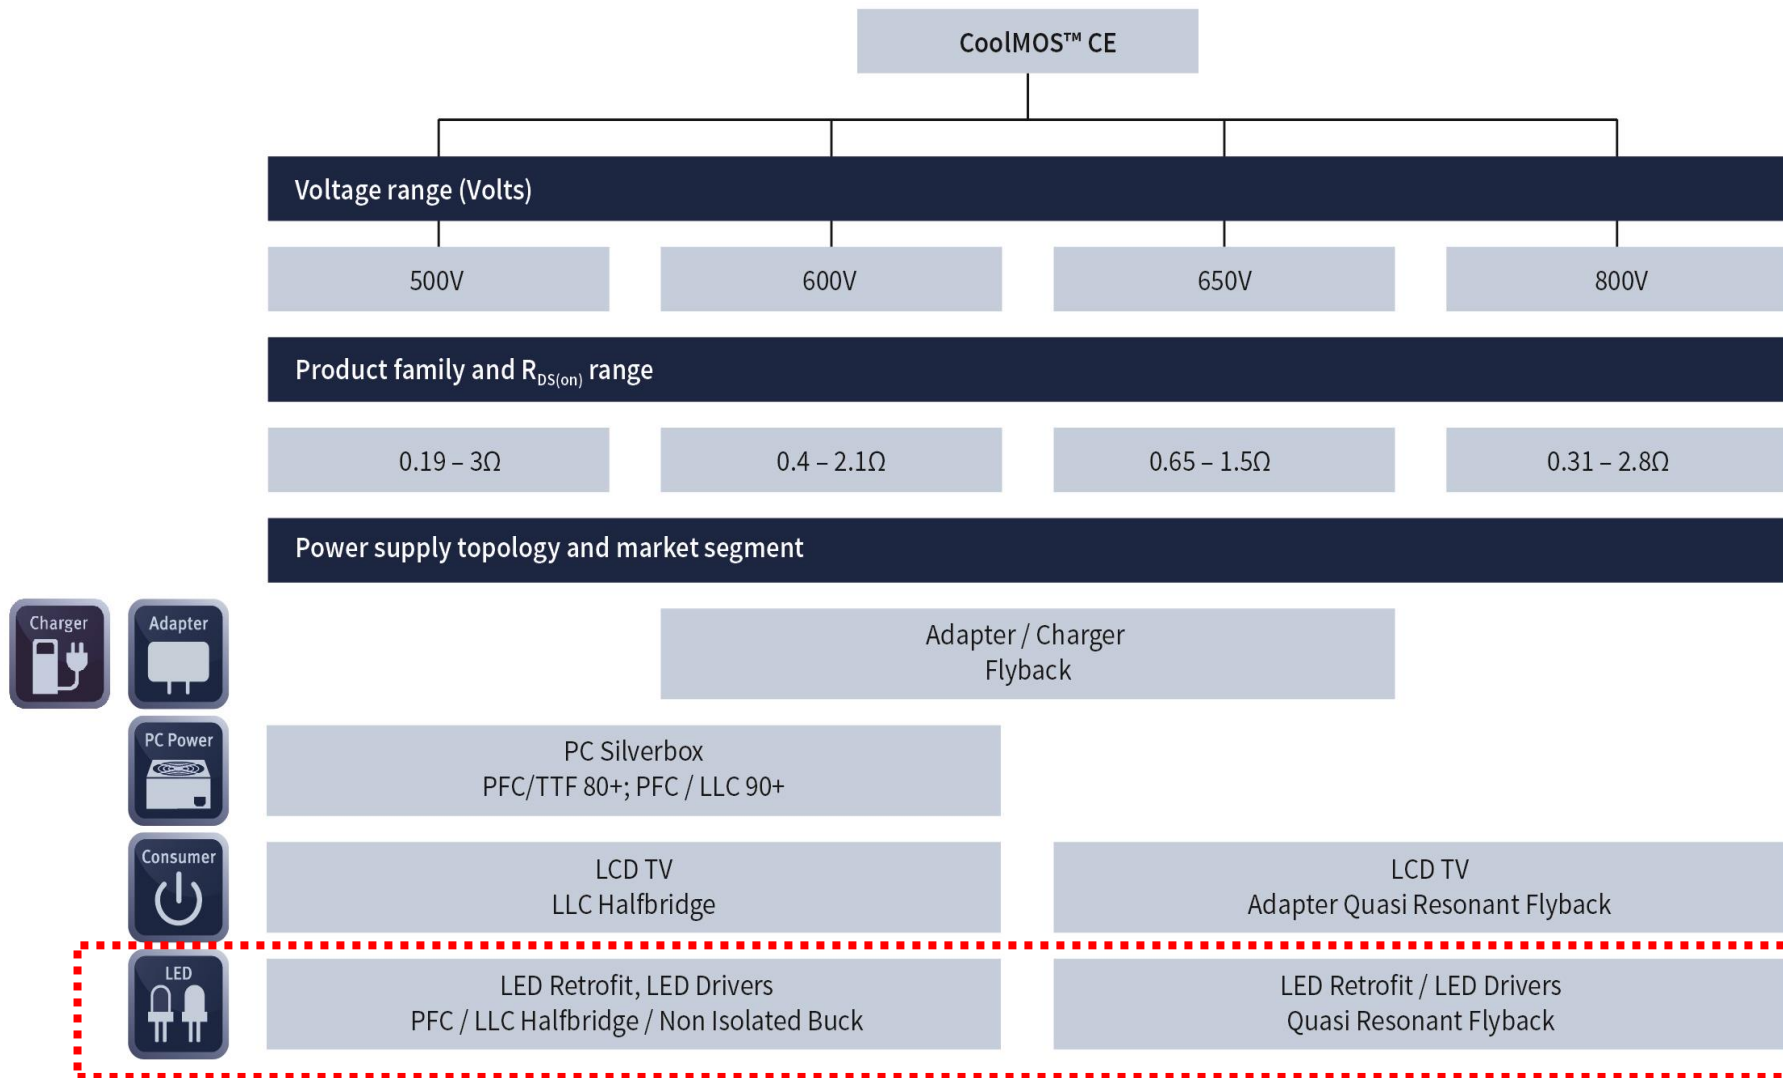 CoolMOS™ CE
Voltage range (Volts)
500V
600V
650V
800V
Product family and RDS(on) range
0.19 – 3Ω
0.4 – 2.1Ω
0.65 – 1.5Ω
0.31 – 2.8Ω
Power supply topology and market segment
Charger
Adapter
Adapter / Charger
Flyback
PC Power
PC Silverbox
PFC/TTF 80+; PFC / LLC 90+
Consumer
LCD TV
LLC Halfbridge
LCD TV
Adapter Quasi Resonant Flyback
LED
LED Retrofit, LED Drivers
PFC / LLC Halfbridge / Non Isolated Buck
LED Retrofit / LED Drivers
Quasi Resonant Flyback